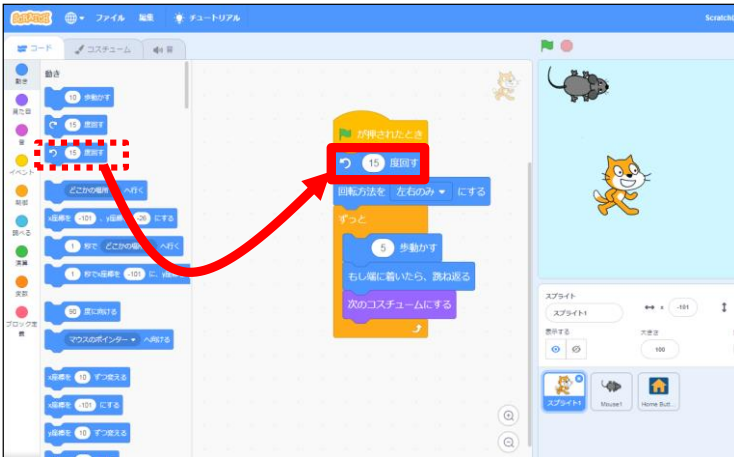 SCRATCH ファイル 編集 チュートリアル
コード コスチューム 音
動き
見た目
音
イベント
制御
調べる
演算
変数
ブロック定義
動き
10 歩動かす
15 度回す
15 度回す
どこかの場所 へ行く
x座標を -101 、y座標を -26 にする
1 秒で どこかの場所 へ行く
1 秒でx座標を -101 に、y座
90 度に向ける
マウスのポインター へ向ける
x座標を 10 ずつ変える
x座標を -101 にする
y座標を 10 ずつ変える
が押されたとき
15 度回す
回転方法を 左右のみ にする
ずっと
5 歩動かす
もし端に着いたら、跳ね返る
次のコスチュームにする
スプライト
スプライト1
x -101
表示する
大きさ
100
スプライト1
Mouse1
Home Butt...